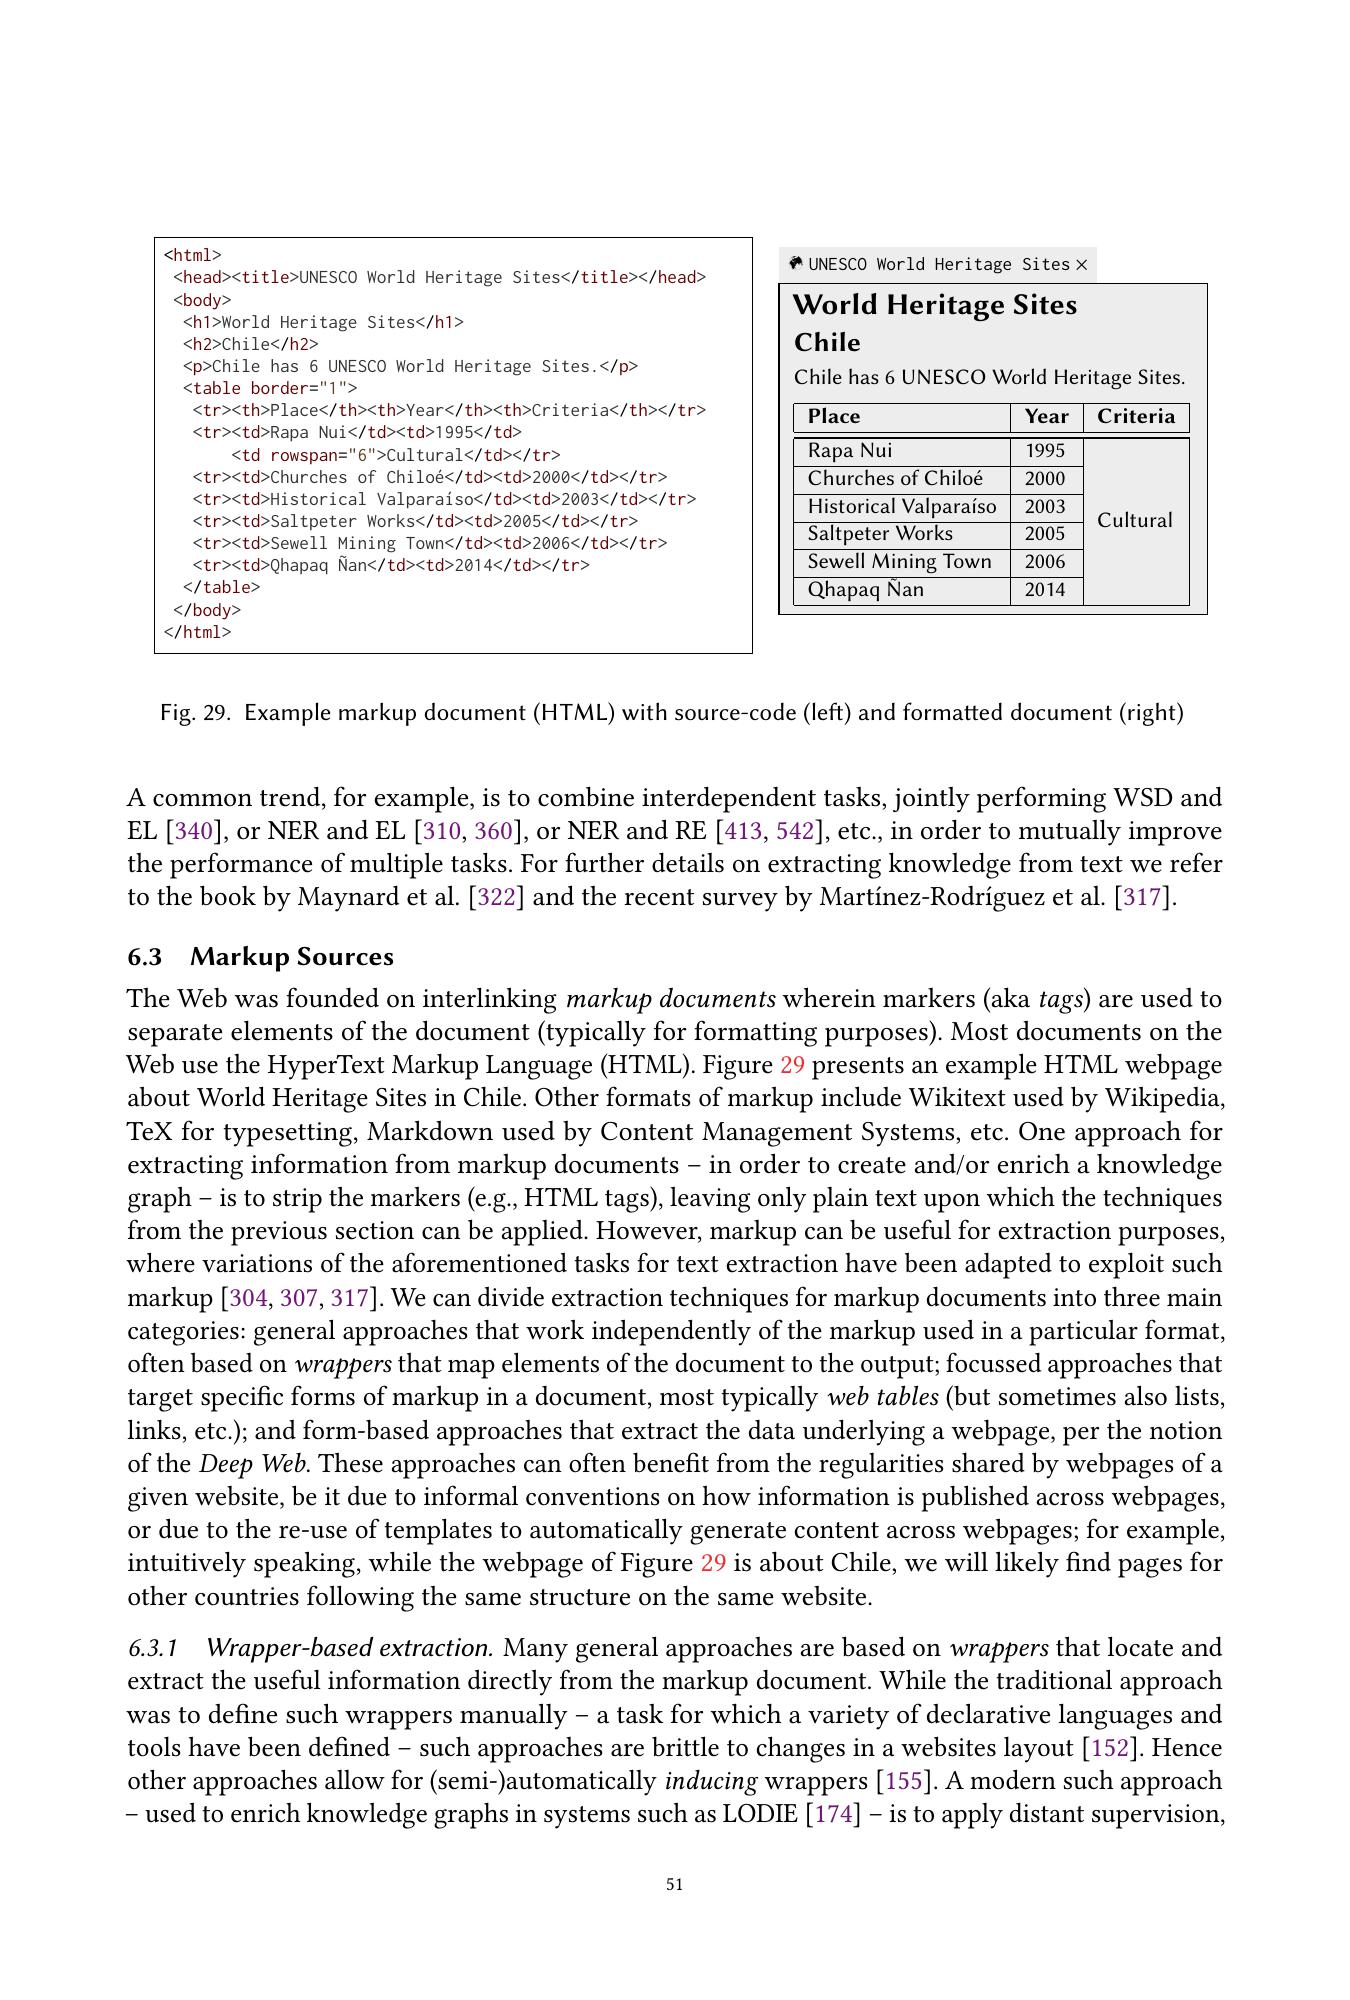 <html>
<head><title>UNESCO World Heritage Sites</title></head>
<body>
<h1>World Heritage Sites</h1>
<h2>Chile</h2>
<p>Chile has 6 UNESCO World Heritage Sites.</p>
<table border="1">
<tr><th>Place</th><th>Year</th><th>Criteria</th></tr>
<tr><td>Rapa Nui</td><td>1995</td>
<td rowspan="6">Cultural</td></tr>
<tr><td>Churches of Chiloé</td><td>2000</td></tr>
<tr><td>Historical Valparaíso</td><td>2003</td></tr>
<tr><td>Saltpeter Works</td><td>2005</td></tr>
<tr><td>Sewell Mining Town</td><td>2006</td></tr>
<tr><td>Qhapaq Ñan</td><td>2014</td></tr>
</table>
</body>
</html>
UNESCO World Heritage Sites ×
World Heritage Sites
Chile
Chile has 6 UNESCO World Heritage Sites.
Place Year Criteria
Rapa Nui 1995
Churches of Chiloé 2000
Historical Valparaíso 2003
Cultural
Saltpeter Works 2005
Sewell Mining Town 2006
Qhapaq Ñan 2014
Fig. 29. Example markup document (HTML) with source-code (left) and formatted document (right)
A common trend, for example, is to combine interdependent tasks, jointly performing WSD and
EL [340], or NER and EL [310, 360], or NER and RE [413, 542], etc., in order to mutually improve
the performance of multiple tasks. For further details on extracting knowledge from text we refer
to the book by Maynard et al. [322] and the recent survey by Martínez-Rodríguez et al. [317].
6.3 Markup Sources
The Web was founded on interlinking markup documents wherein markers (aka tags) are used to
separate elements of the document (typically for formatting purposes). Most documents on the
Web use the HyperText Markup Language (HTML). Figure 29 presents an example HTML webpage
about World Heritage Sites in Chile. Other formats of markup include Wikitext used by Wikipedia,
TeX for typesetting, Markdown used by Content Management Systems, etc. One approach for
extracting information from markup documents – in order to create and/or enrich a knowledge
graph – is to strip the markers (e.g., HTML tags), leaving only plain text upon which the techniques
from the previous section can be applied. However, markup can be useful for extraction purposes,
where variations of the aforementioned tasks for text extraction have been adapted to exploit such
markup [304, 307, 317]. We can divide extraction techniques for markup documents into three main
categories: general approaches that work independently of the markup used in a particular format,
often based on wrappers that map elements of the document to the output; focussed approaches that
target specific forms of markup in a document, most typically web tables (but sometimes also lists,
links, etc.); and form-based approaches that extract the data underlying a webpage, per the notion
of the Deep Web. These approaches can often benefit from the regularities shared by webpages of a
given website, be it due to informal conventions on how information is published across webpages,
or due to the re-use of templates to automatically generate content across webpages; for example,
intuitively speaking, while the webpage of Figure 29 is about Chile, we will likely find pages for
other countries following the same structure on the same website.
6.3.1 Wrapper-based extraction. Many general approaches are based on wrappers that locate and
extract the useful information directly from the markup document. While the traditional approach
was to define such wrappers manually – a task for which a variety of declarative languages and
tools have been defined – such approaches are brittle to changes in a websites layout [152]. Hence
other approaches allow for (semi-)automatically inducing wrappers [155]. A modern such approach
– used to enrich knowledge graphs in systems such as LODIE [174] – is to apply distant supervision,
51